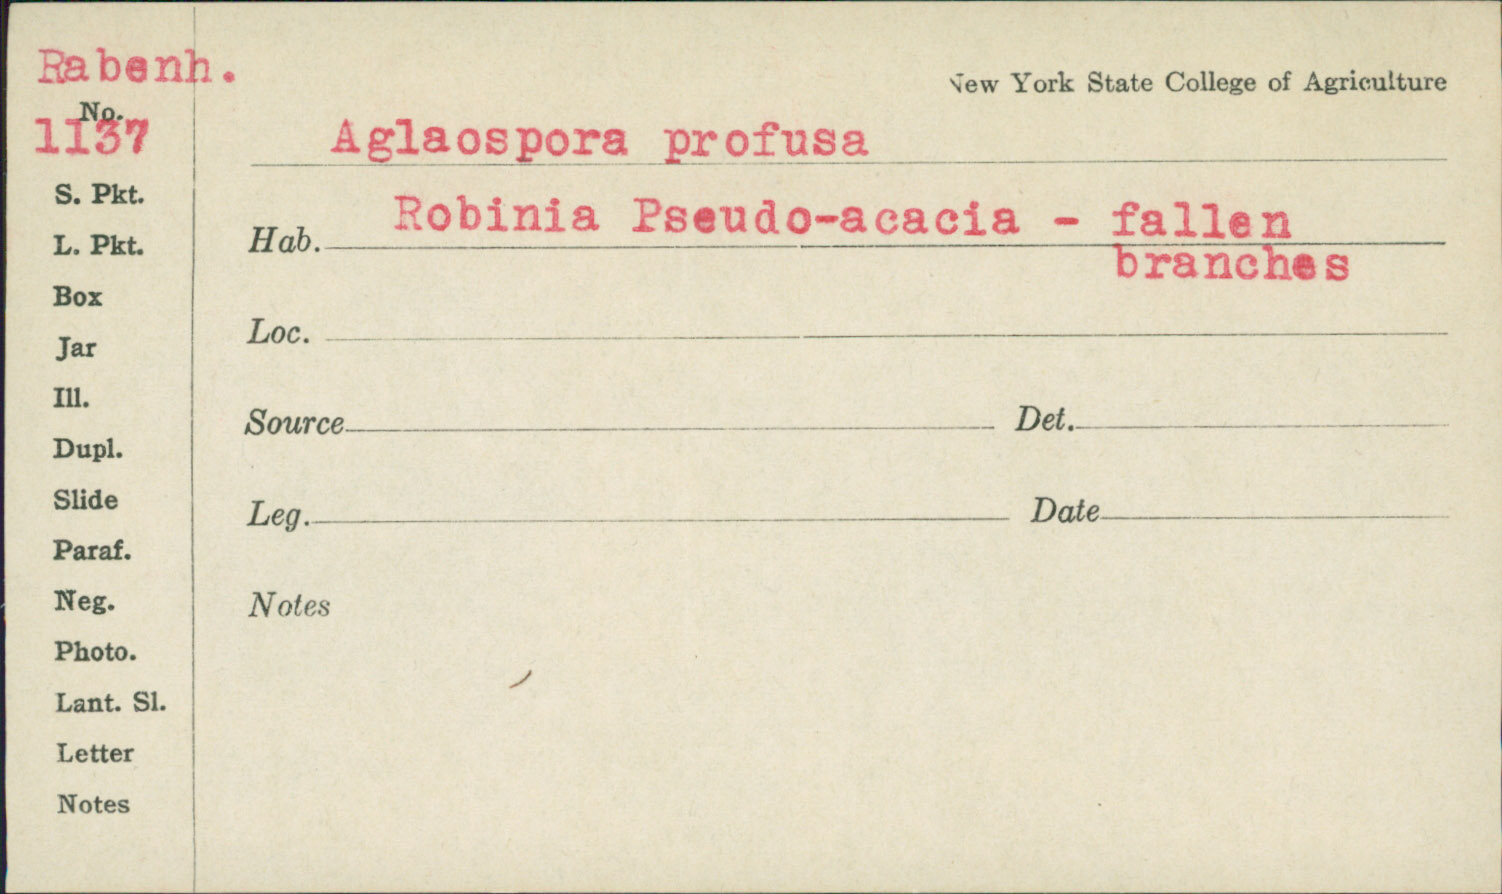 Rabenh.
New York State College of Agriculture
No.
1137
Aglaospora profusa
S. Pkt.
Hab. Robinia Pseudo-acacia - fallen
branches
L. Pkt.
Box
Loc.
Jar
Ill.
Source Det.
Dupl.
Slide
Leg. Date
Paraf.
Neg.
Notes
Photo.
Lant. Sl.
Letter
Notes